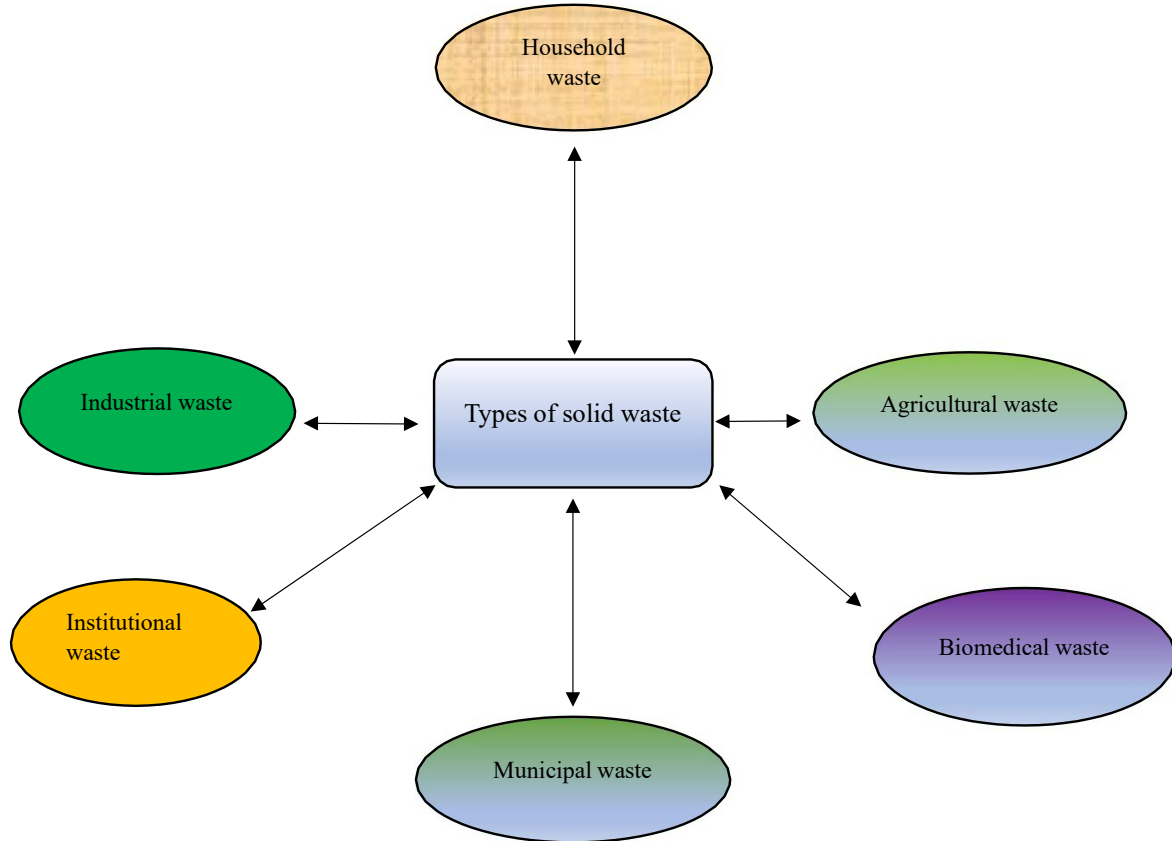 Household
waste
Industrial waste
Types of solid waste
Agricultural waste
Institutional
waste
Biomedical waste
Municipal waste